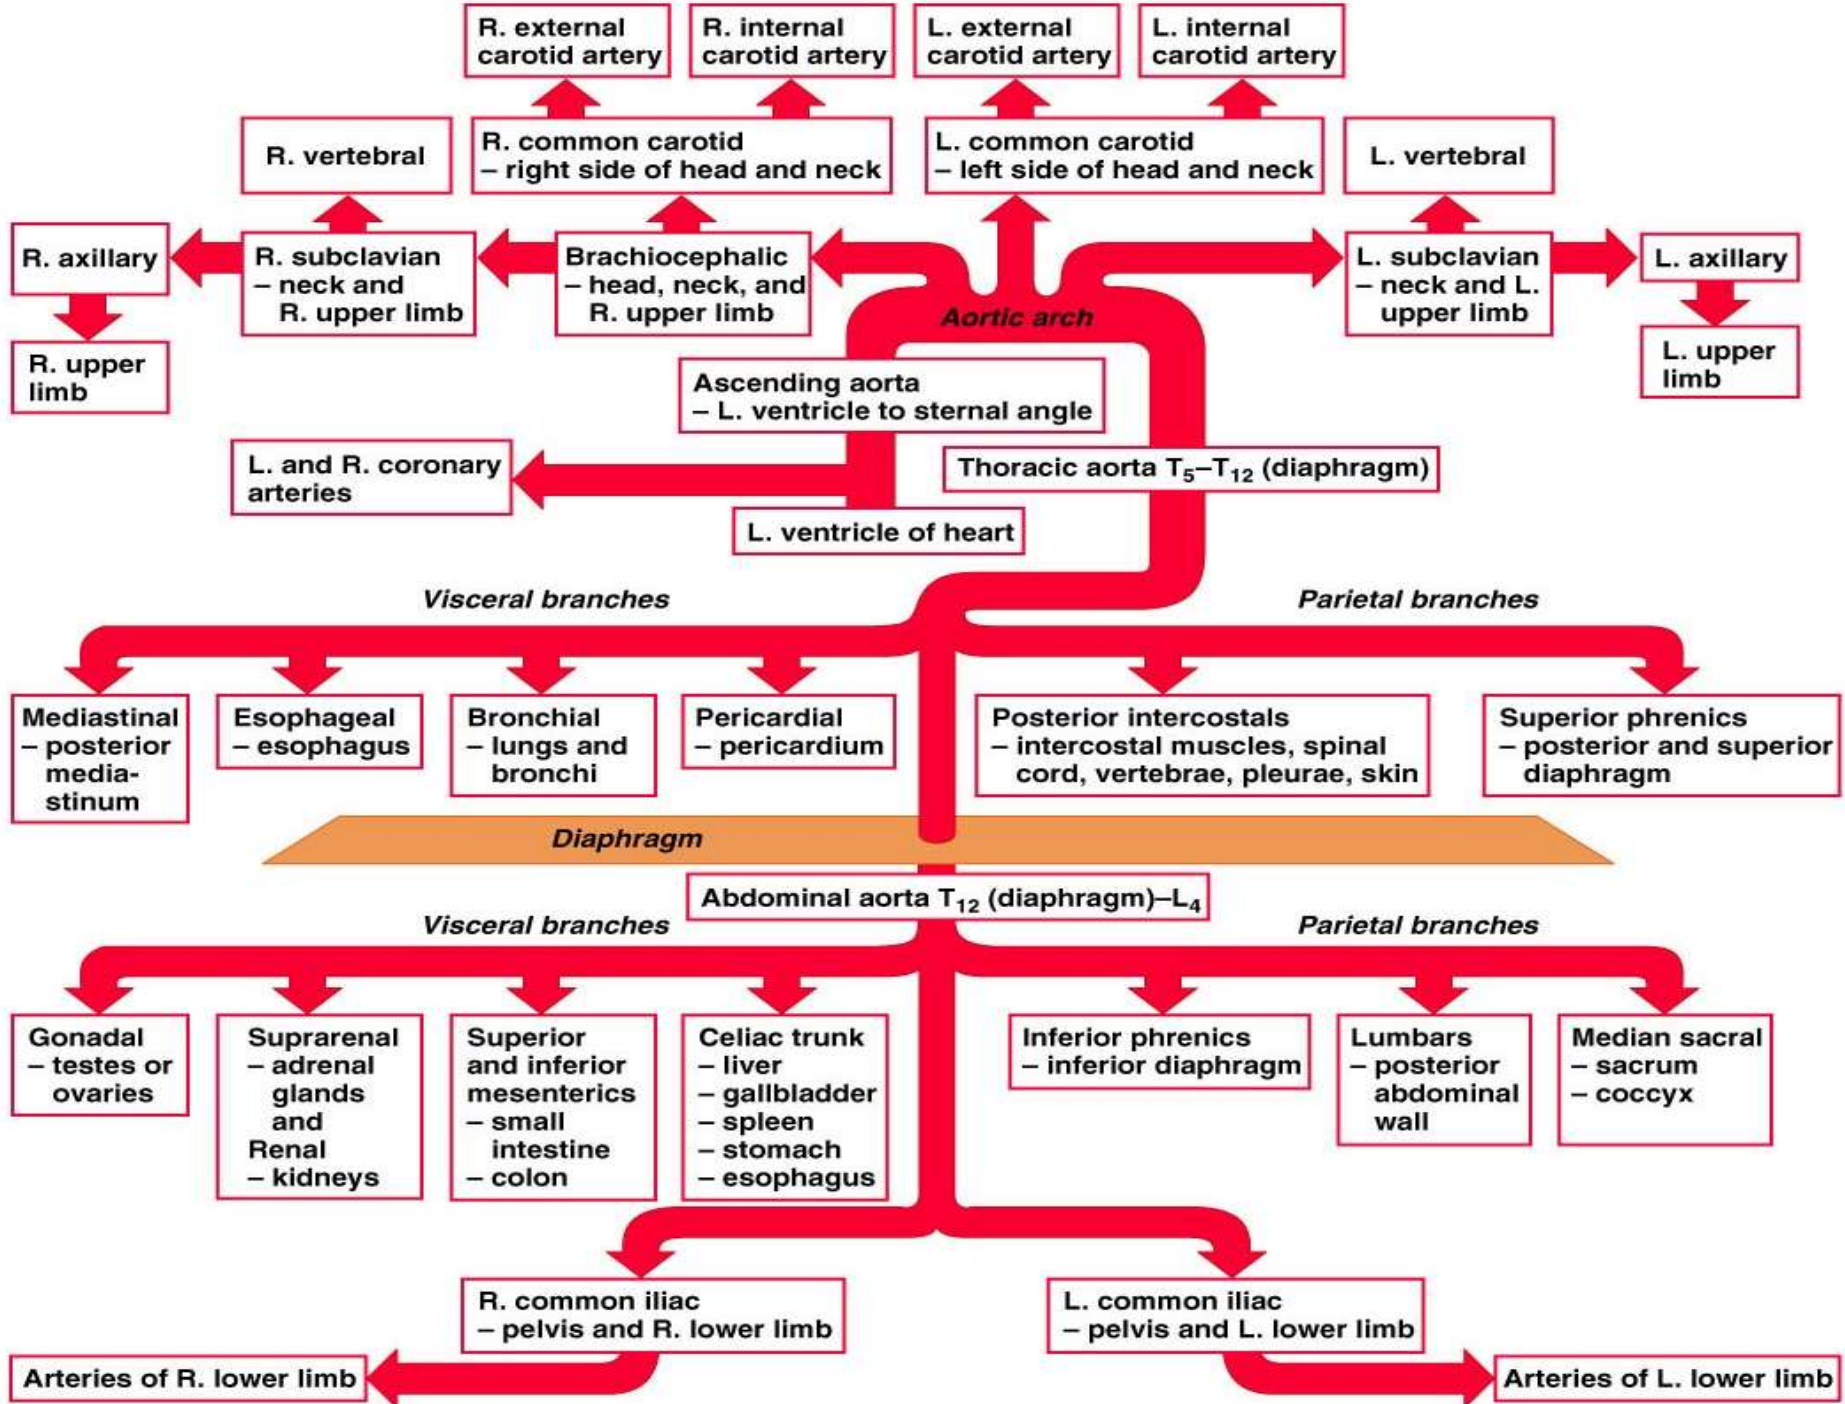 R. external
carotid artery
R. internal
carotid artery
L. external
carotid artery
L. internal
carotid artery
R. vertebral
R. common carotid
– right side of head and neck
L. common carotid
– left side of head and neck
L. vertebral
R. axillary
R. subclavian
– neck and
R. upper limb
Brachiocephalic
– head, neck, and
R. upper limb
Aortic arch
L. subclavian
– neck and L.
upper limb
L. axillary
R. upper
limb
L. upper
limb
Ascending aorta
– L. ventricle to sternal angle
L. and R. coronary
arteries
Thoracic aorta T5–T12 (diaphragm)
L. ventricle of heart
Visceral branches
Parietal branches
Mediastinal
– posterior
media-
stinum
Esophageal
– esophagus
Bronchial
– lungs and
bronchi
Pericardial
– pericardium
Posterior intercostals
– intercostal muscles, spinal
cord, vertebrae, pleurae, skin
Superior phrenics
– posterior and superior
diaphragm
Diaphragm
Abdominal aorta T12 (diaphragm)–L4
Visceral branches
Parietal branches
Gonadal
– testes or
ovaries
Suprarenal
– adrenal
glands
and
Renal
– kidneys
Superior
and inferior
mesenterics
– small
intestine
– colon
Celiac trunk
– liver
– gallbladder
– spleen
– stomach
– esophagus
Inferior phrenics
– inferior diaphragm
Lumbars
– posterior
abdominal
wall
Median sacral
– sacrum
– coccyx
R. common iliac
– pelvis and R. lower limb
L. common iliac
– pelvis and L. lower limb
Arteries of R. lower limb
Arteries of L. lower limb